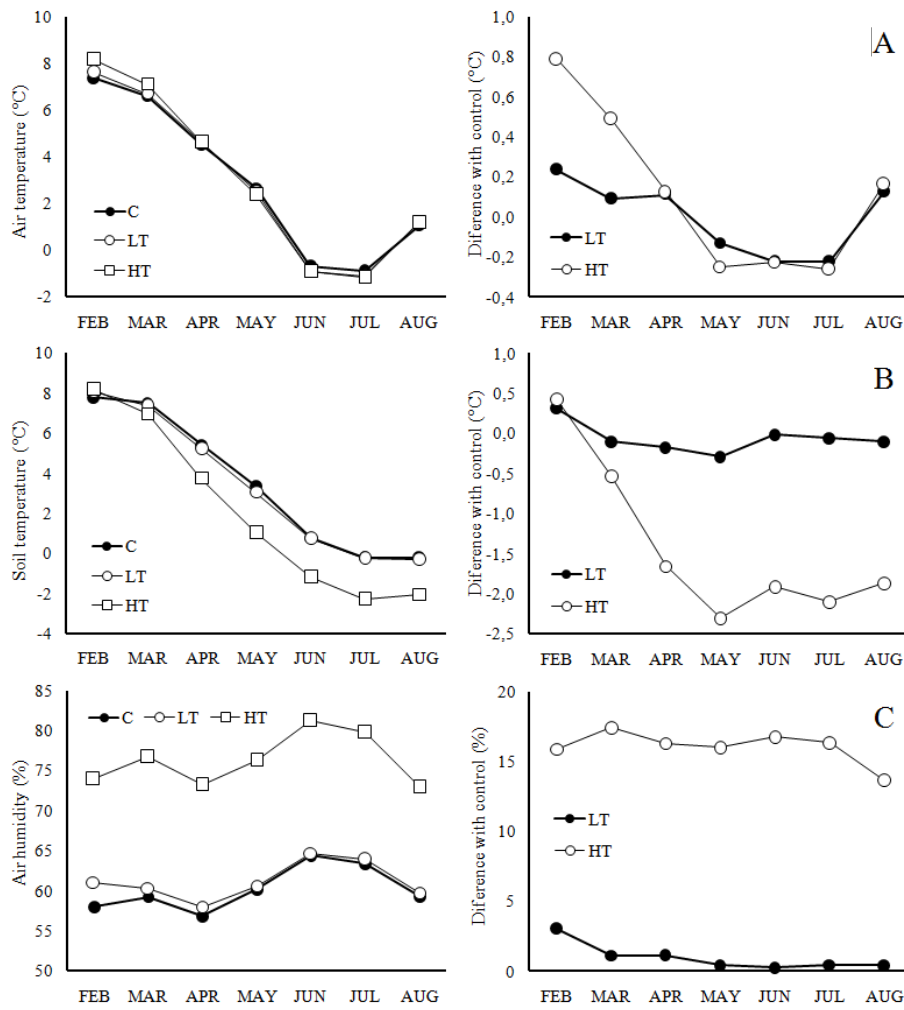 Air temperature (°C)
10
8
6
4
2
0
-2
C
LT
HT
FEB MAR APR MAY JUN JUL AUG
Diference with control (°C)
1,0
0,8
0,6
0,4
0,2
0,0
-0,2
-0,4
A
LT
HT
FEB MAR APR MAY JUN JUL AUG
Soil temperature (°C)
10
8
6
4
2
0
-2
-4
C
LT
HT
FEB MAR APR MAY JUN JUL AUG
Diference with control (°C)
1,0
0,5
0,0
-0,5
-1,0
-1,5
-2,0
-2,5
B
LT
HT
FEB MAR APR MAY JUN JUL AUG
Air humidity (%)
85
80
75
70
65
60
55
50
C LT HT
FEB MAR APR MAY JUN JUL AUG
Diference with control (%)
20
15
10
5
0
C
LT
HT
FEB MAR APR MAY JUN JUL AUG